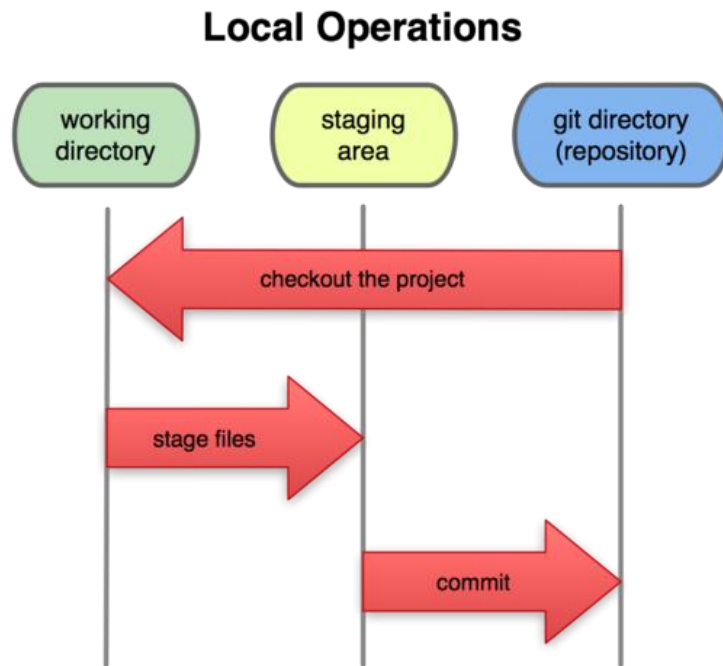 Local Operations
working
directory
staging
area
git directory
(repository)
checkout the project
stage files
commit